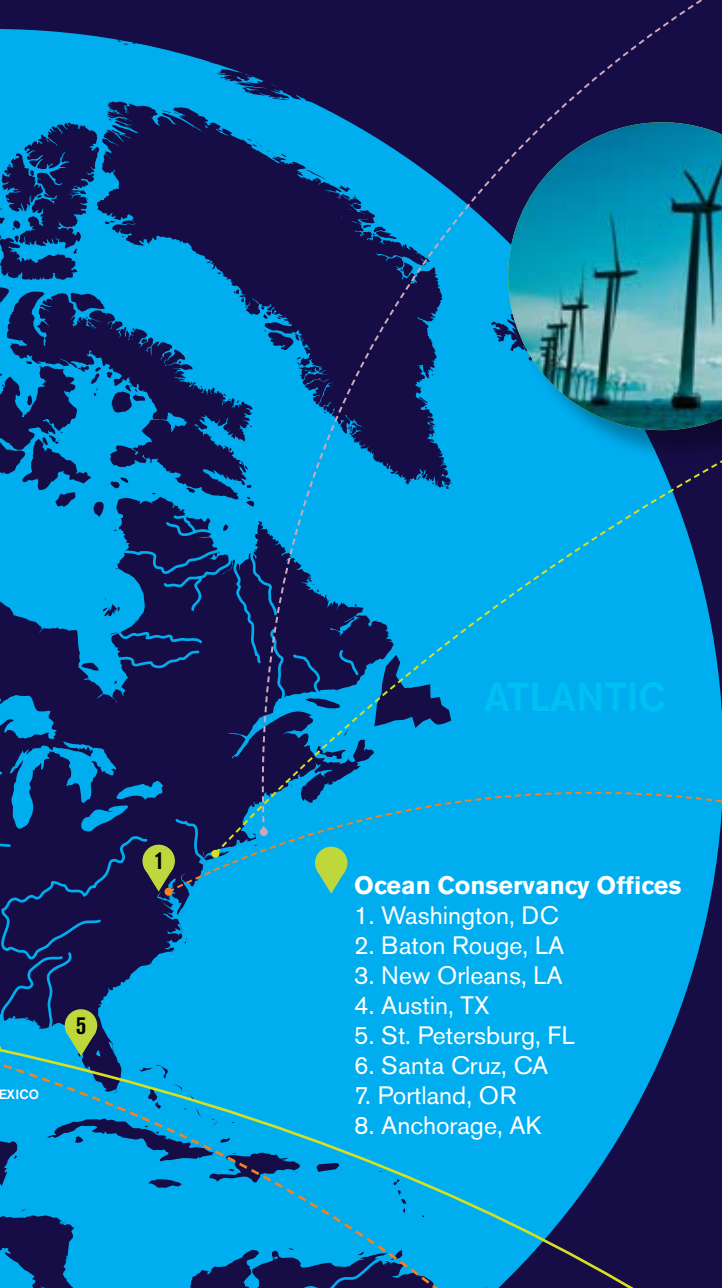 ATLANTIC
1
Ocean Conservancy Offices
1. Washington, DC
2. Baton Rouge, LA
3. New Orleans, LA
4. Austin, TX
5. St. Petersburg, FL
6. Santa Cruz, CA
7. Portland, OR
8. Anchorage, AK
5
EXICO